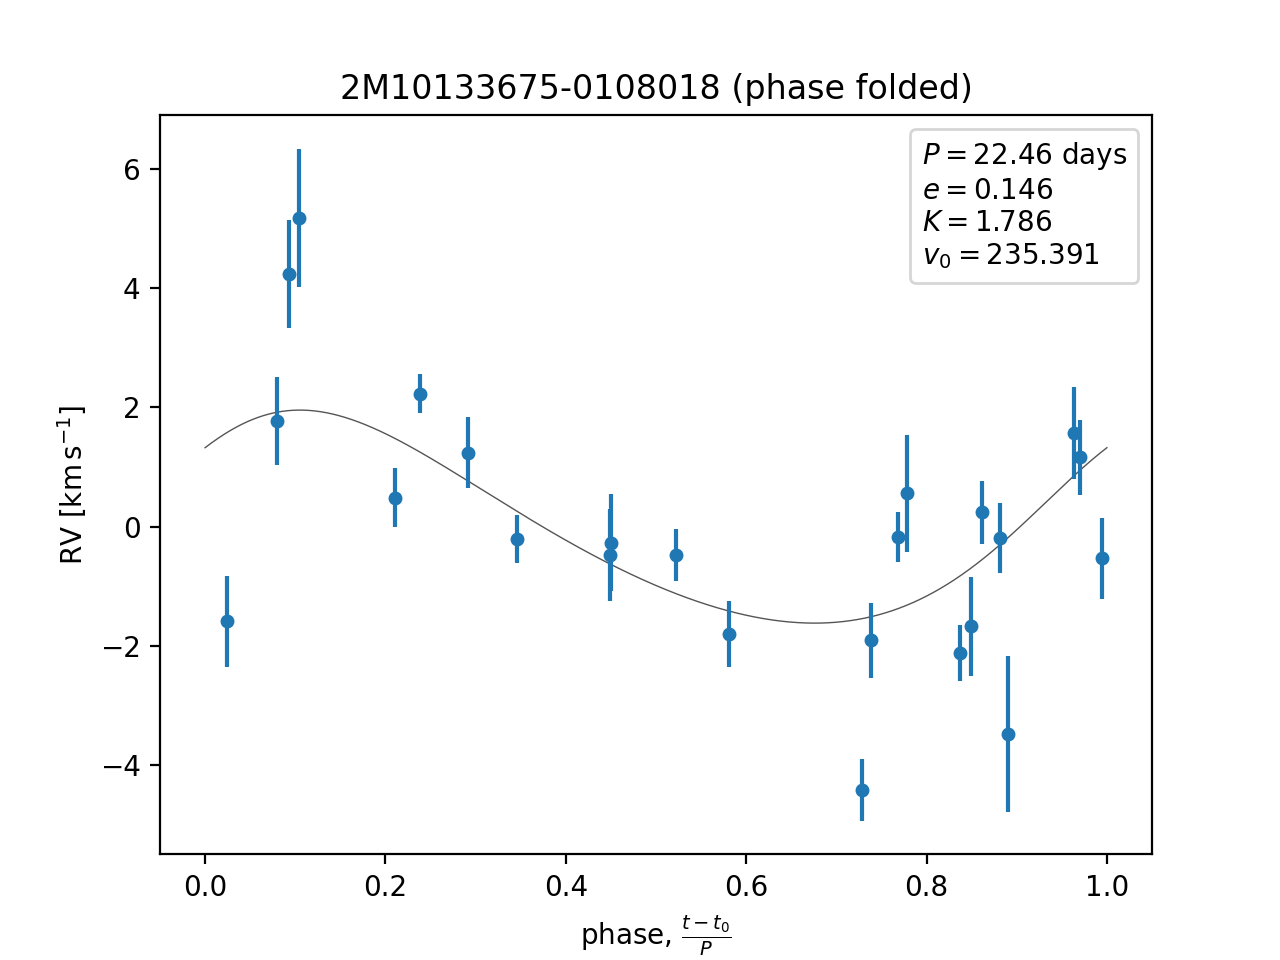 2M10133675-0108018 (phase folded)
P = 22.46 days
e = 0.146
K = 1.786
v₀ = 235.391
RV [km s⁻¹]
6
4
2
0
−2
−4
0.0 0.2 0.4 0.6 0.8 1.0
phase, (t − t₀)/P